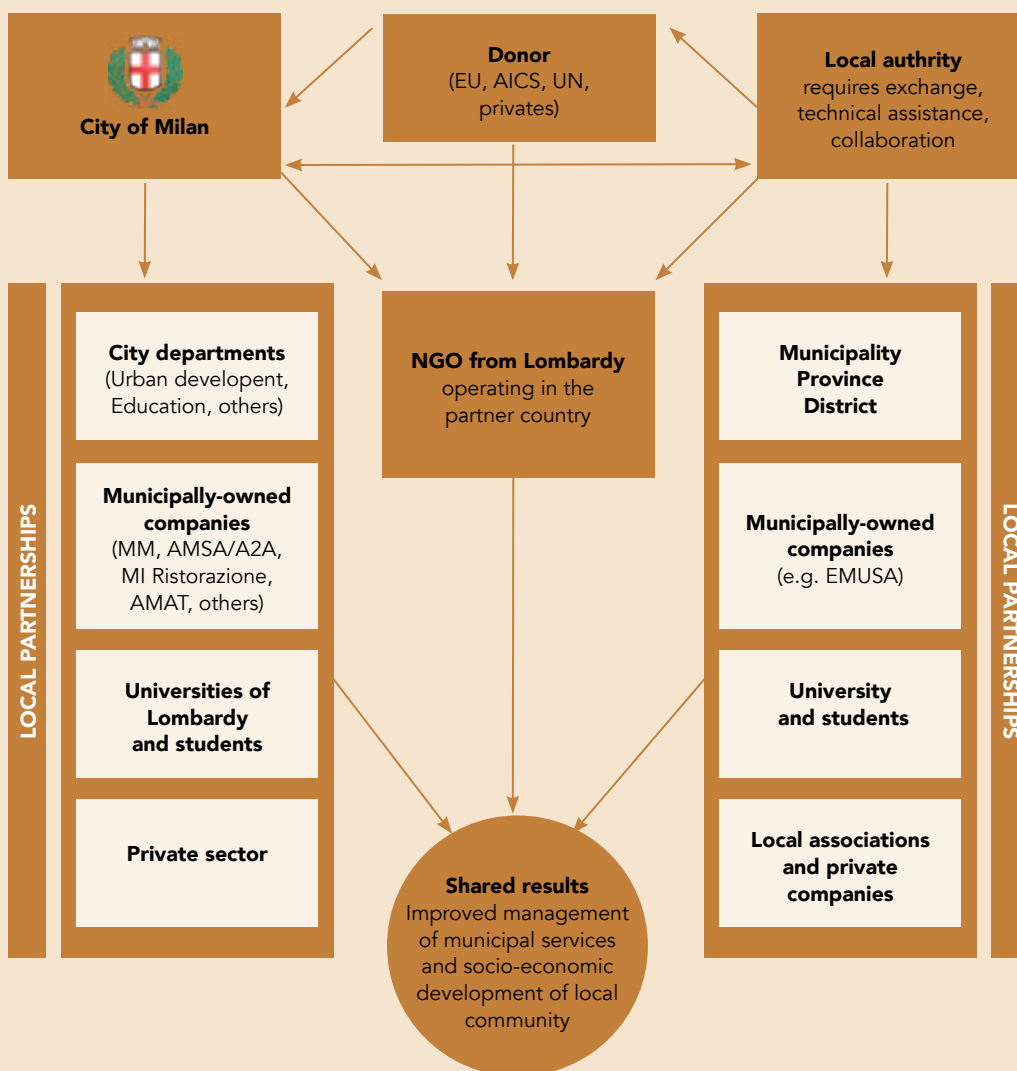 City of Milan
Donor
(EU, AICS, UN,
privates)
Local authrity
requires exchange,
technical assistance,
collaboration
LOCAL PARTNERSHIPS
City departments
(Urban developent,
Education, others)
Municipally-owned
companies
(MM, AMSA/A2A,
MI Ristorazione,
AMAT, others)
Universities of
Lombardy
and students
Private sector
NGO from Lombardy
operating in the
partner country
Shared results
Improved management
of municipal services
and socio-economic
development of local
community
Municipality
Province
District
Municipally-owned
companies
(e.g. EMUSA)
University
and students
Local associations
and private
companies
LOCAL PARTNERSHIPS